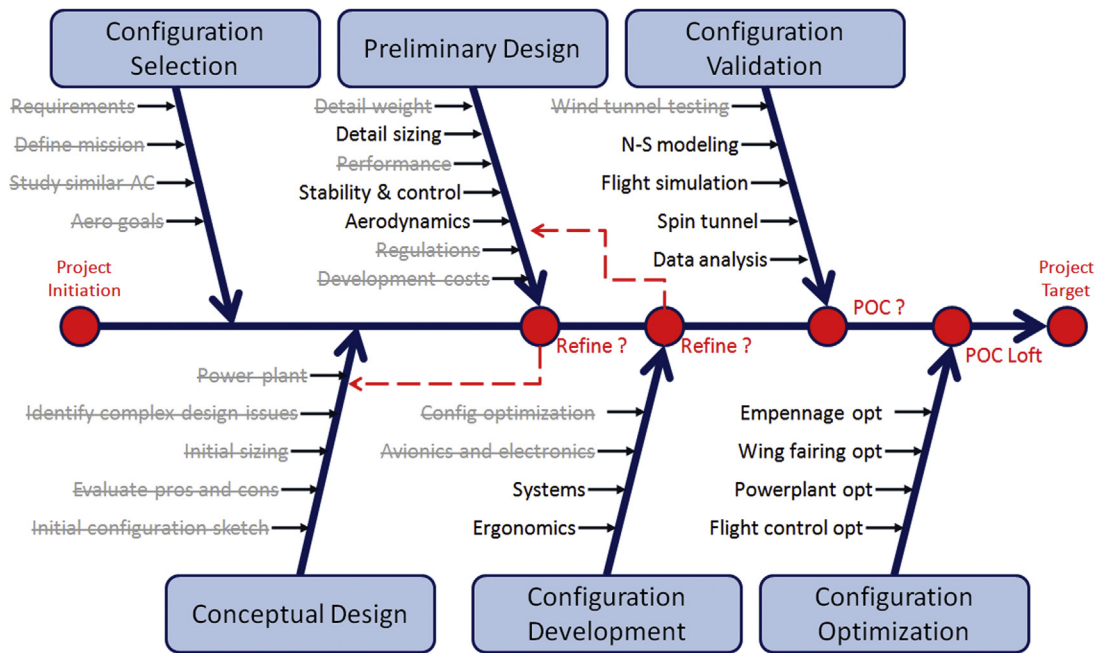 Configuration
Selection
Preliminary Design
Configuration
Validation
Requirements
Define mission
Study similar AC
Aero goals
Detail weight
Detail sizing
Performance
Stability & control
Aerodynamics
Regulations
Development costs
Wind tunnel testing
N-S modeling
Flight simulation
Spin tunnel
Data analysis
Project
Initiation
Refine ?
Refine ?
POC ?
POC Loft
Project
Target
Power plant
Identify complex design issues
Initial sizing
Evaluate pros and cons
Initial configuration sketch
Config optimization
Avionics and electronics
Systems
Ergonomics
Empennage opt
Wing fairing opt
Powerplant opt
Flight control opt
Conceptual Design
Configuration
Development
Configuration
Optimization